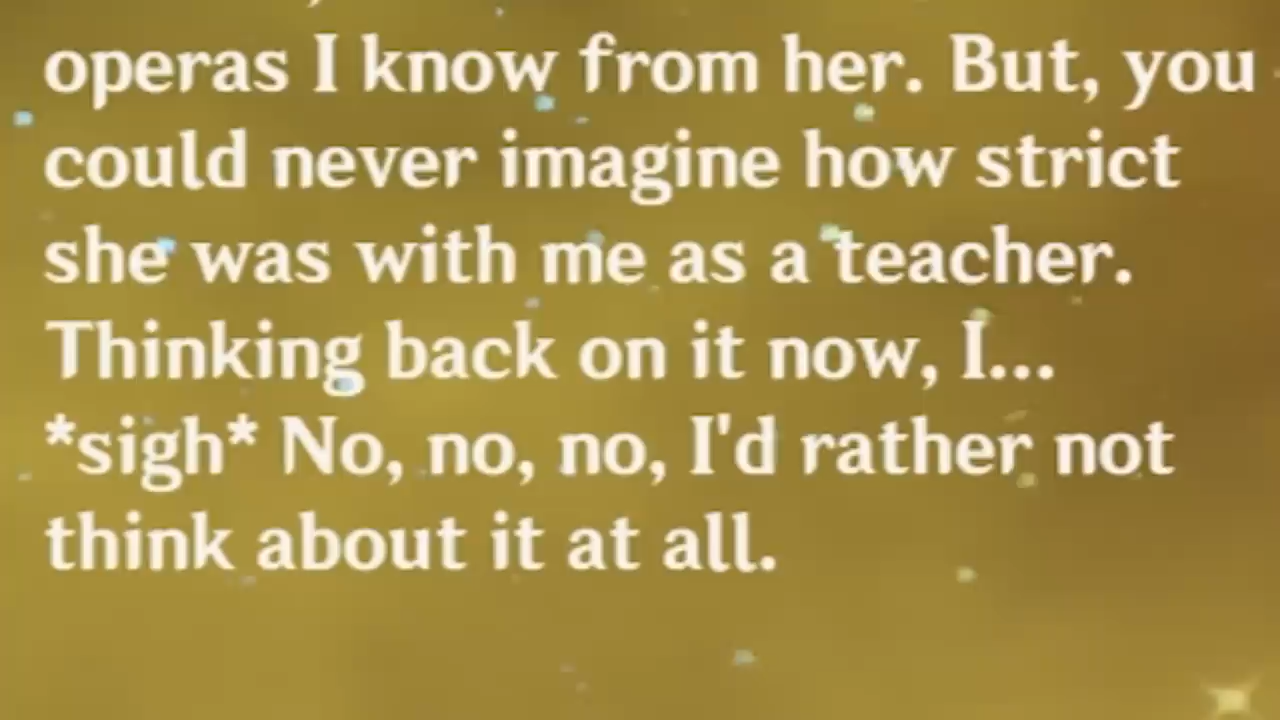 operas I know from her. But, you
could never imagine how strict
she was with me as a teacher.
Thinking back on it now, I...
*sigh* No, no, no, I'd rather not
think about it at all.